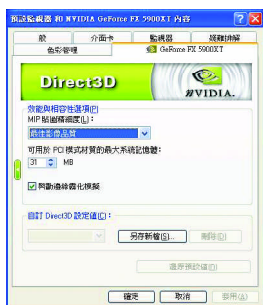 預設監視器 和 NVIDIA GeForce FX 5900XT 內容
一般 介面卡 監視器 疑難排解
色彩管理 GeForce FX 5900XT
Direct3D
NVIDIA.
效能與相容性選項(P)
MIP 貼圖精細度(L)：
最佳影像品質
可用於 PCI 模式材質的最大系統記憶體：
31 MB
啟動邊緣霧化模擬
自訂 Direct3D 設定值(C)：
另存新檔(S)... 刪除(D)
還原預設值(D)
確定 取消 套用(A)